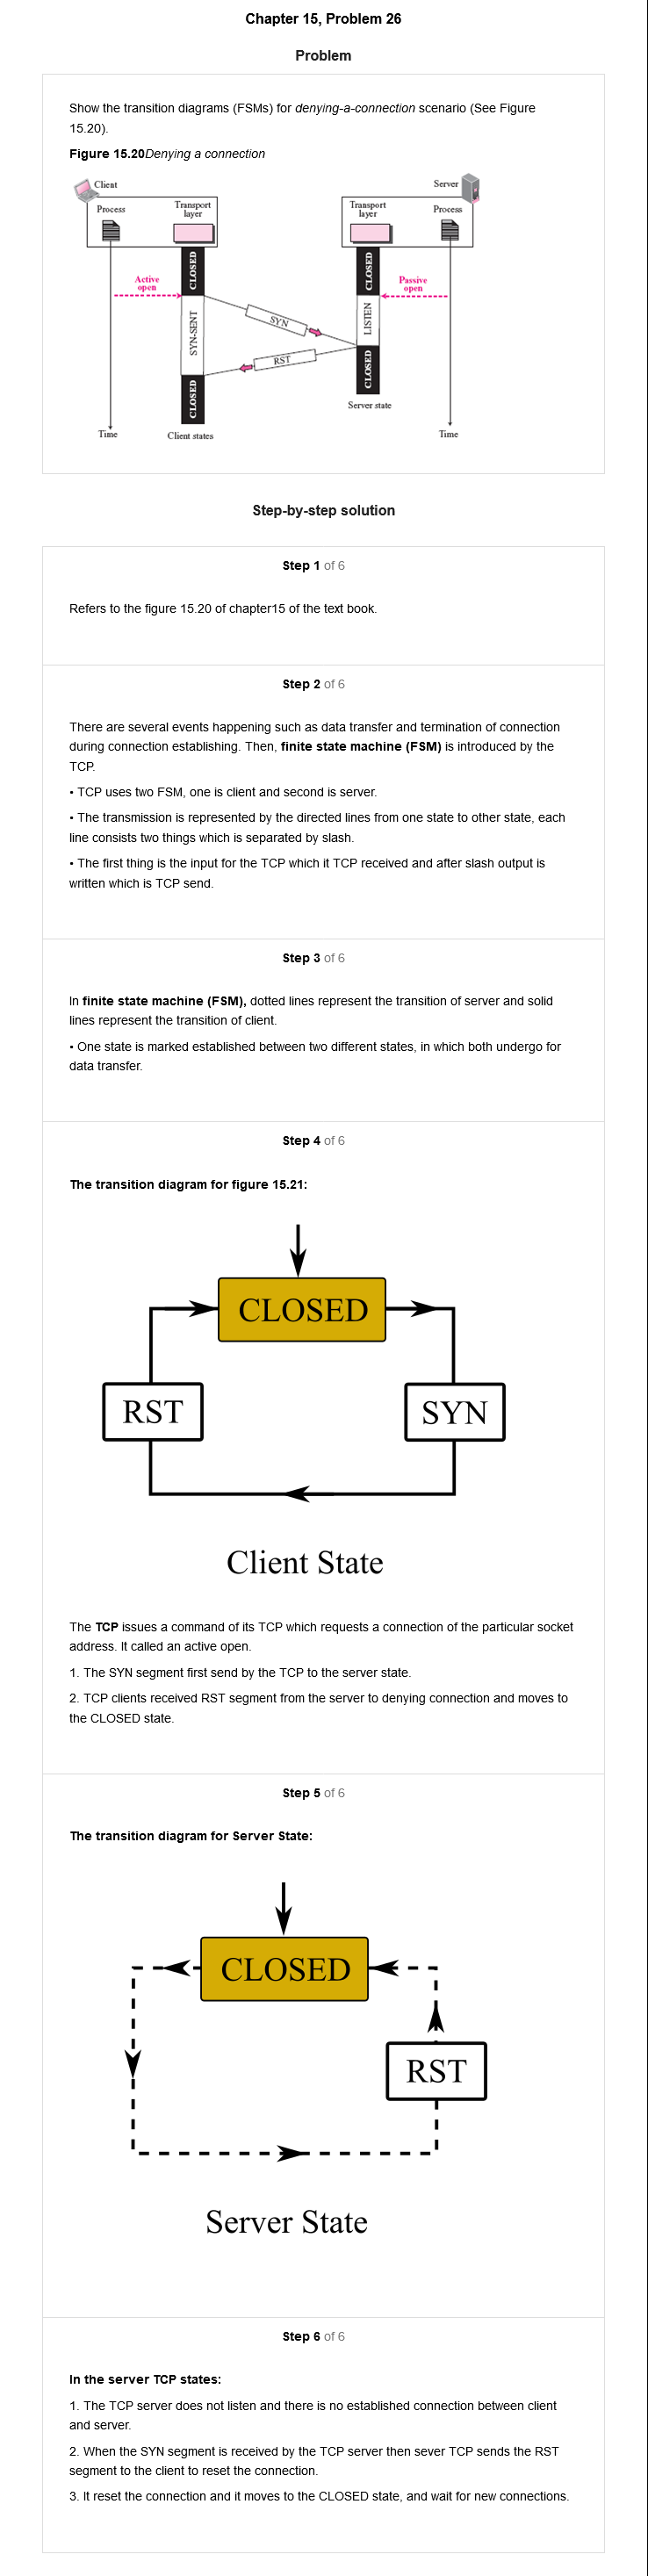 Chapter 15, Problem 26
Problem
Show the transition diagrams (FSMs) for denying-a-connection scenario (See Figure
15.20).
Figure 15.20Denying a connection
Client
Server
Process
Transport
layer
Transport
layer
Process
CLOSED
CLOSED
Active
open
Passive
open
SYN-SENT
SYN
LISTEN
RST
CLOSED
CLOSED
Server state
Time
Client states
Time
Step-by-step solution
Step 1 of 6
Refers to the figure 15.20 of chapter15 of the text book.
Step 2 of 6
There are several events happening such as data transfer and termination of connection
during connection establishing. Then, finite state machine (FSM) is introduced by the
TCP.
• TCP uses two FSM, one is client and second is server.
• The transmission is represented by the directed lines from one state to other state, each
line consists two things which is separated by slash.
• The first thing is the input for the TCP which it TCP received and after slash output is
written which is TCP send.
Step 3 of 6
In finite state machine (FSM), dotted lines represent the transition of server and solid
lines represent the transition of client.
• One state is marked established between two different states, in which both undergo for
data transfer.
Step 4 of 6
The transition diagram for figure 15.21:
CLOSED
RST
SYN
Client State
The TCP issues a command of its TCP which requests a connection of the particular socket
address. It called an active open.
1. The SYN segment first send by the TCP to the server state.
2. TCP clients received RST segment from the server to denying connection and moves to
the CLOSED state.
Step 5 of 6
The transition diagram for Server State:
CLOSED
RST
Server State
Step 6 of 6
In the server TCP states:
1. The TCP server does not listen and there is no established connection between client
and server.
2. When the SYN segment is received by the TCP server then sever TCP sends the RST
segment to the client to reset the connection.
3. It reset the connection and it moves to the CLOSED state, and wait for new connections.